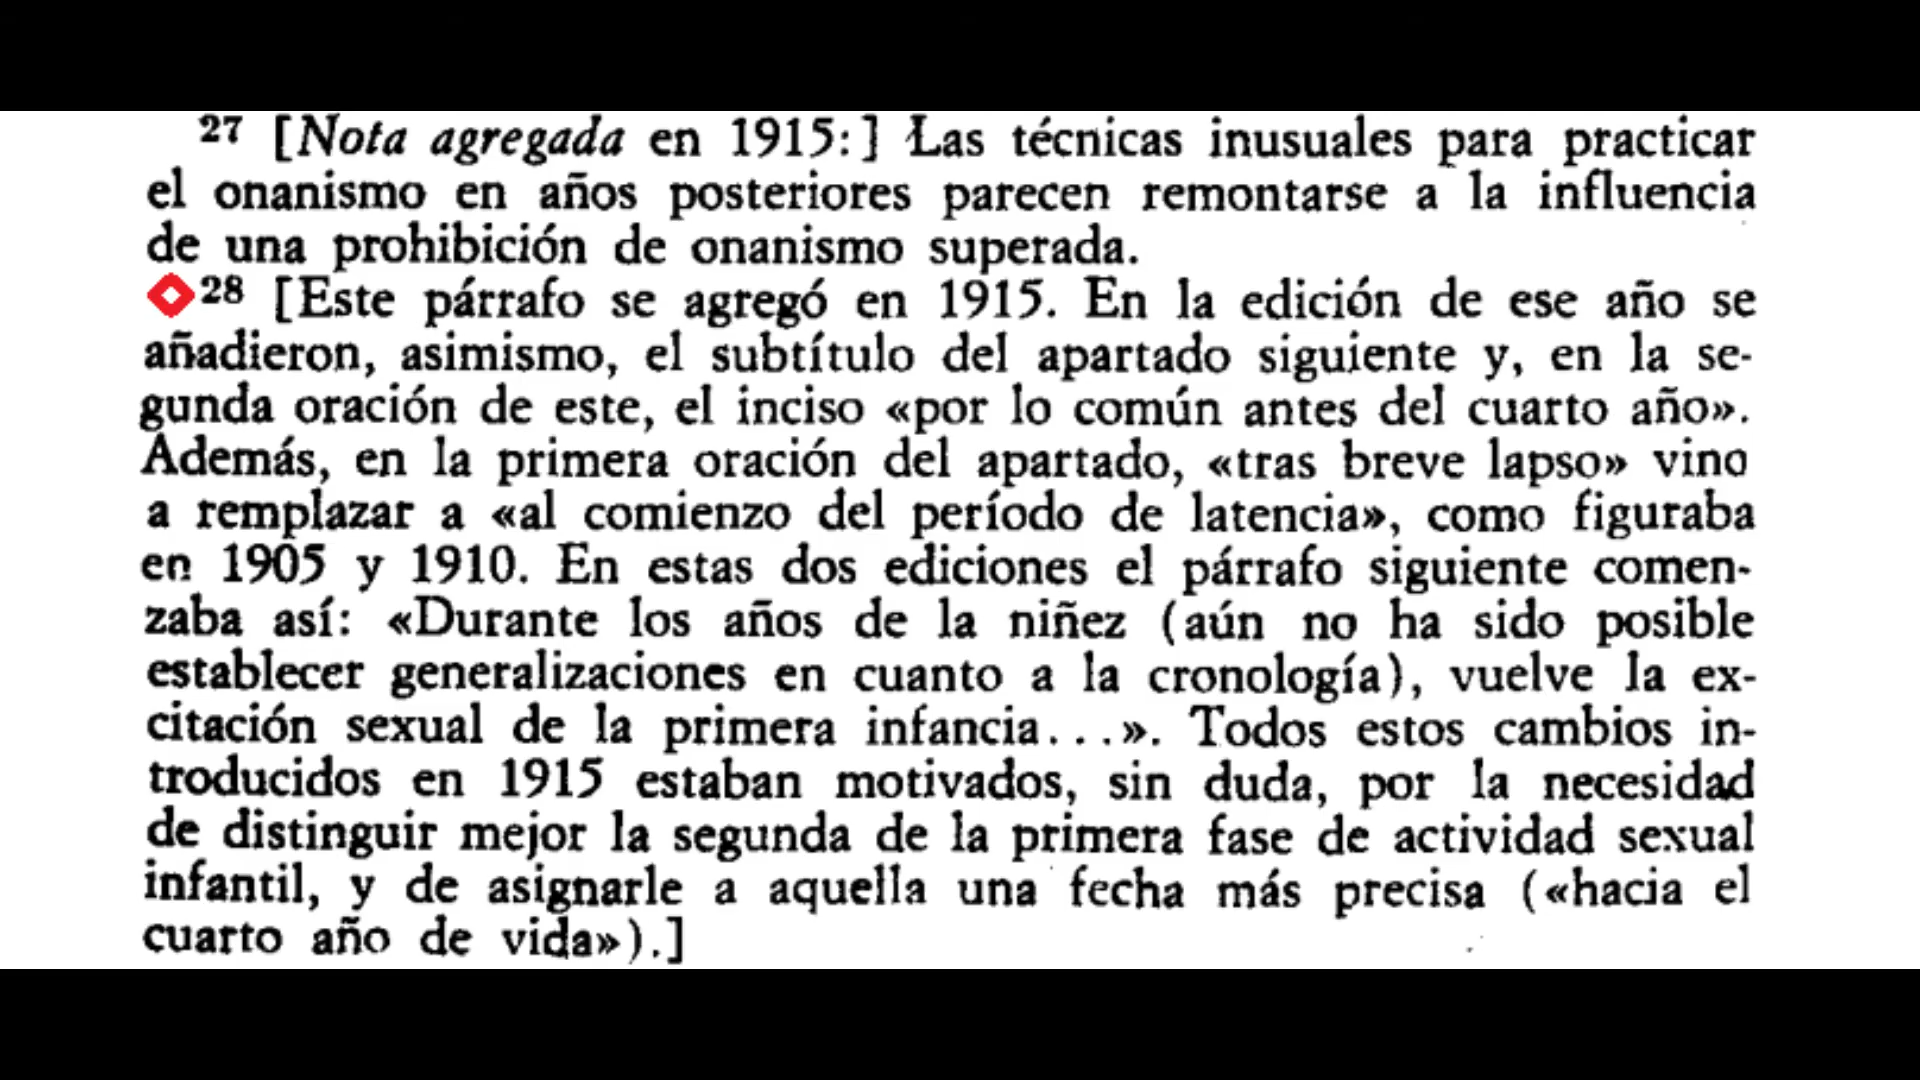 27 [Nota agregada en 1915:] Las técnicas inusuales para practicar
el onanismo en años posteriores parecen remontarse a la influencia
de una prohibición de onanismo superada.
28 [Este párrafo se agregó en 1915. En la edición de ese año se
añadieron, asimismo, el subtítulo del apartado siguiente y, en la se-
gunda oración de este, el inciso «por lo común antes del cuarto año».
Además, en la primera oración del apartado, «tras breve lapso» vino
a remplazar a «al comienzo del período de latencia», como figuraba
en 1905 y 1910. En estas dos ediciones el párrafo siguiente comen-
zaba así: «Durante los años de la niñez (aún no ha sido posible
establecer generalizaciones en cuanto a la cronología), vuelve la ex-
citación sexual de la primera infancia...». Todos estos cambios in-
troducidos en 1915 estaban motivados, sin duda, por la necesidad
de distinguir mejor la segunda de la primera fase de actividad sexual
infantil, y de asignarle a aquella una fecha más precisa («hacia el
cuarto año de vida»).]